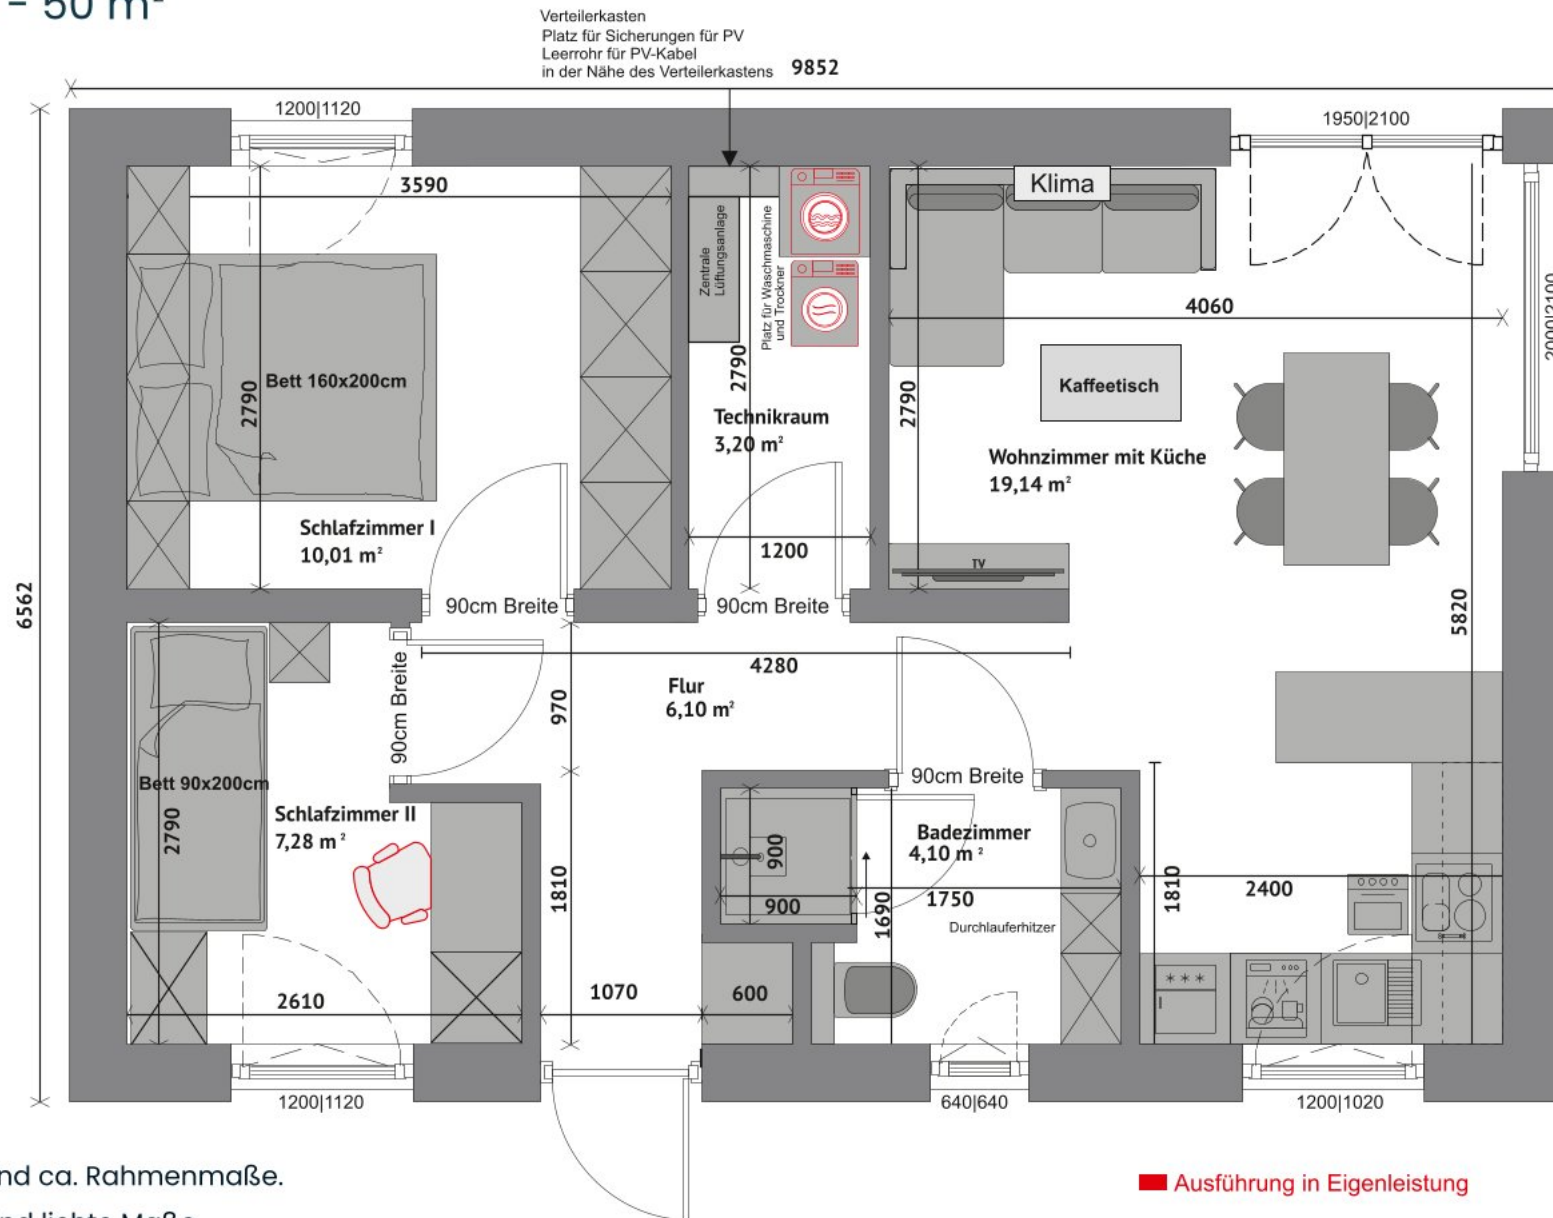 - 50 m²
Verteilerkasten
Platz für Sicherungen für PV
Leerrohr für PV-Kabel
in der Nähe des Verteilerkastens
9852
1200|1120
1950|2100
3590
Klima
Zentrale
Lüftungsanlage
Platz für Waschmaschine
und Trockner
4060
2000|2100
2790
Bett 160x200cm
2790
2790
Kaffeetisch
Technikraum
3,20 m²
Wohnzimmer mit Küche
19,14 m²
Schlafzimmer I
10,01 m²
1200
TV
6562
90cm Breite
90cm Breite
5820
90cm Breite
4280
Flur
6,10 m²
970
90cm Breite
Bett 90x200cm
2790
Schlafzimmer II
7,28 m²
Badezimmer
4,10 m²
900
900
1810
1690
1750
1810
2400
Durchlauferhitzer
2610
1070
600
***
1200|1120
640|640
1200|1020
nd ca. Rahmenmaße.
Ausführung in Eigenleistung